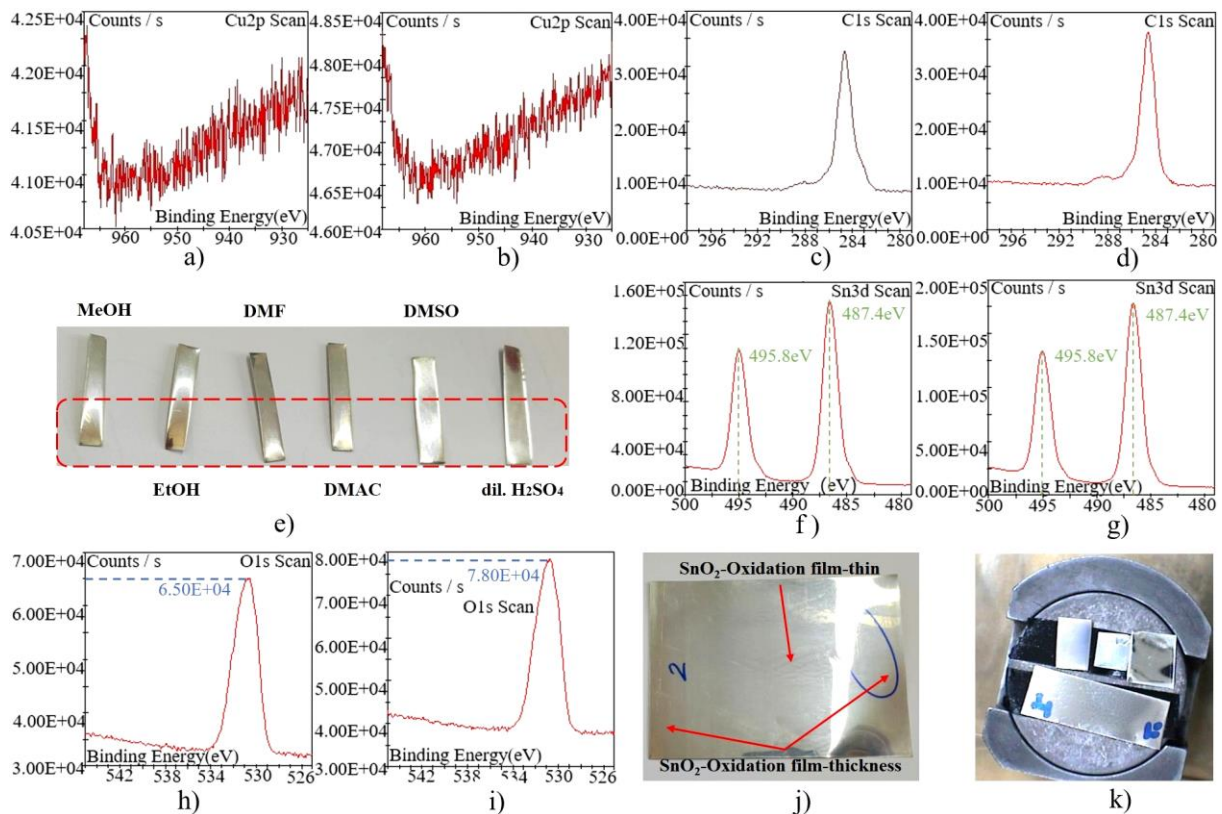 Counts / s Cu2p Scan
4.25E+04
4.20E+04
4.15E+04
4.10E+04
4.05E+04
Binding Energy(eV)
960 950 940 930
a)
Counts / s Cu2p Scan
4.85E+04
4.80E+04
4.75E+04
4.70E+04
4.65E+04
4.60E+04
Binding Energy(eV)
960 950 940 930
b)
Counts / s C1s Scan
4.00E+04
3.00E+04
2.00E+04
1.00E+04
0.00E+00
Binding Energy(eV)
296 292 288 284 280
c)
Counts / s C1s Scan
4.00E+04
3.00E+04
2.00E+04
1.00E+04
0.00E+00
Binding Energy(eV)
296 292 288 284 280
d)
MeOH DMF DMSO
EtOH DMAC dil. H₂SO₄
e)
Counts / s Sn3d Scan
1.60E+05
1.20E+05
8.00E+04
4.00E+04
0.00E+00
487.4eV
495.8eV
Binding Energy (eV)
500 495 490 485 480
f)
Counts / s Sn3d Scan
2.00E+05
1.50E+05
1.00E+05
5.00E+04
0.00E+00
487.4eV
495.8eV
Binding Energy(eV)
500 495 490 485 480
g)
Counts / s O1s Scan
7.00E+04
6.00E+04
5.00E+04
4.00E+04
3.00E+04
6.50E+04
Binding Energy(eV)
542 538 534 530 526
h)
8.00E+04
7.00E+04
6.00E+04
5.00E+04
4.00E+04
3.00E+04
7.80E+04
Counts / s
O1s Scan
Binding Energy(eV)
542 538 534 530 526
i)
SnO₂-Oxidation film-thin
2
SnO₂-Oxidation film-thickness
j)
k)